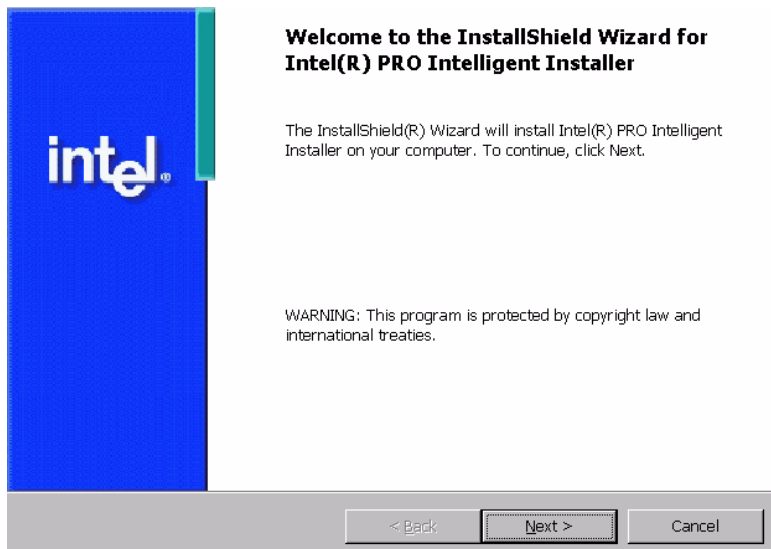 Welcome to the InstallShield Wizard for
Intel(R) PRO Intelligent Installer
The InstallShield(R) Wizard will install Intel(R) PRO Intelligent
Installer on your computer. To continue, click Next.
intel®
WARNING: This program is protected by copyright law and
international treaties.
< Back
Next >
Cancel